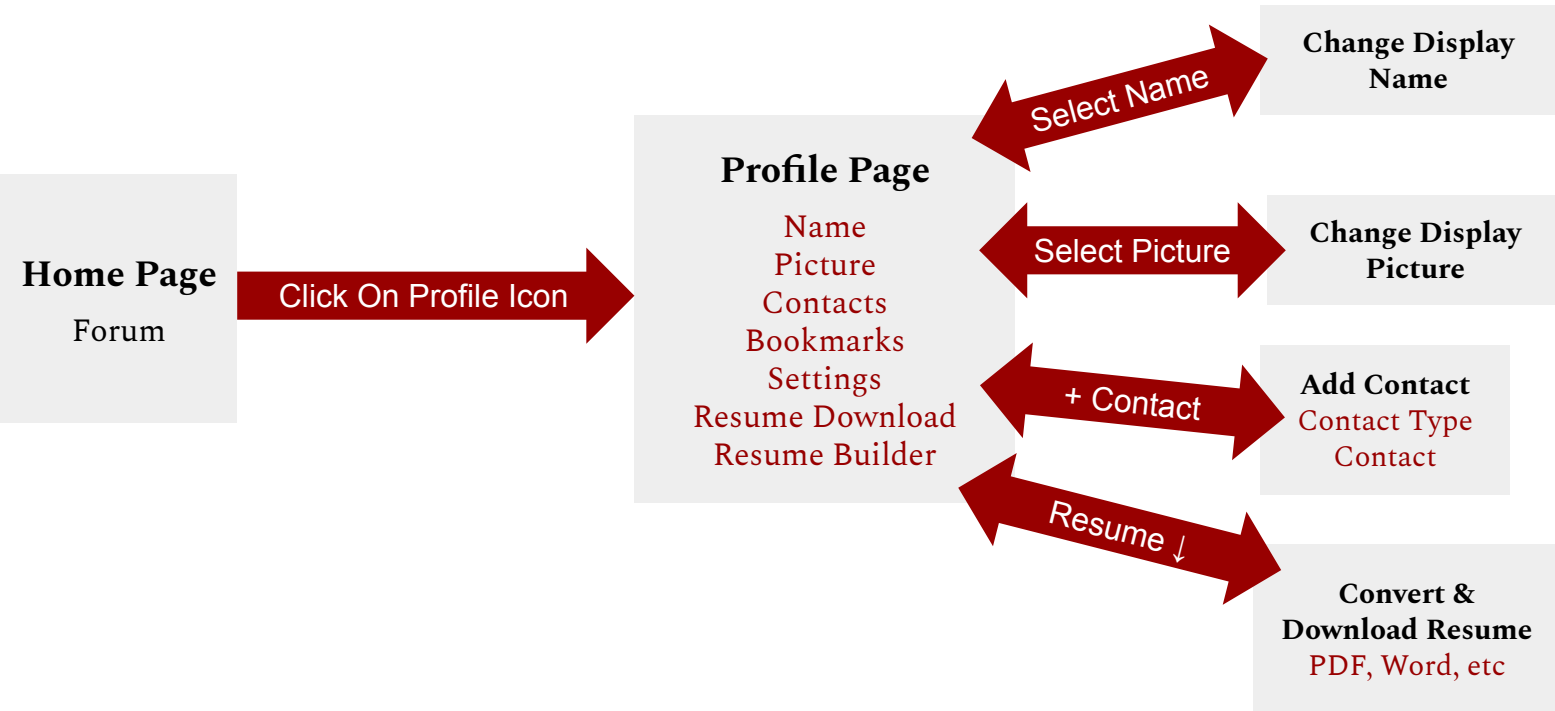 Home Page
Forum
Click On Profile Icon
Profile Page
Name
Picture
Contacts
Bookmarks
Settings
Resume Download
Resume Builder
Select Name
Change Display
Name
Select Picture
Change Display
Picture
+ Contact
Add Contact
Contact Type
Contact
Resume ↓
Convert &
Download Resume
PDF, Word, etc